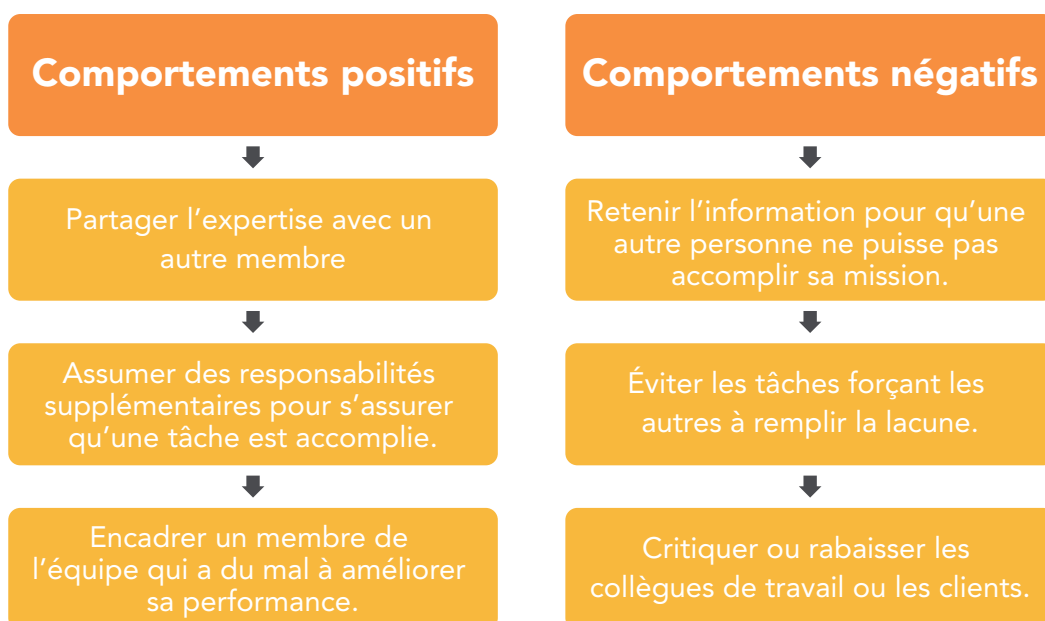 Comportements positifs
Partager l’expertise avec un
autre membre
Assumer des responsabilités
supplémentaires pour s’assurer
qu’une tâche est accomplie.
Encadrer un membre de
l’équipe qui a du mal à améliorer
sa performance.
Comportements négatifs
Retenir l’information pour qu’une
autre personne ne puisse pas
accomplir sa mission.
Éviter les tâches forçant les
autres à remplir la lacune.
Critiquer ou rabaisser les
collègues de travail ou les clients.